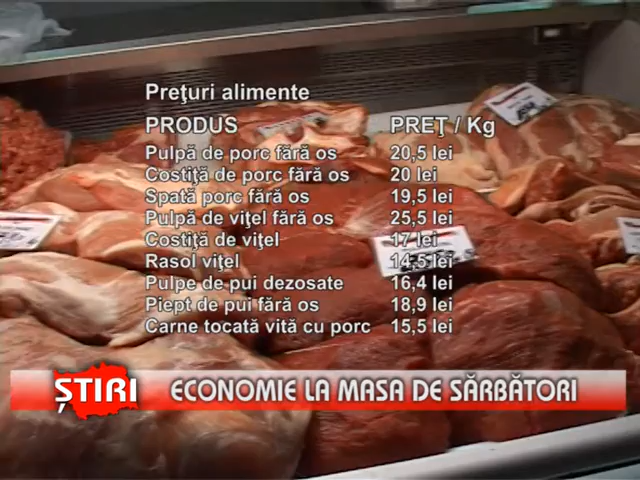 Preţuri alimente
PRODUS PREŢ / Kg
Pulpă de porc fără os 20,5 lei
Costiţă de porc fără os 20 lei
Spată porc fără os 19,5 lei
Pulpă de viţel fără os 25,5 lei
Costiţă de viţel 17 lei
Rasol viţel 14,5 lei
Pulpe de pui dezosate 16,4 lei
Piept de pui fără os 18,9 lei
Carne tocată vită cu porc 15,5 lei
ȘTIRI ECONOMIE LA MASA DE SĂRBĂTORI